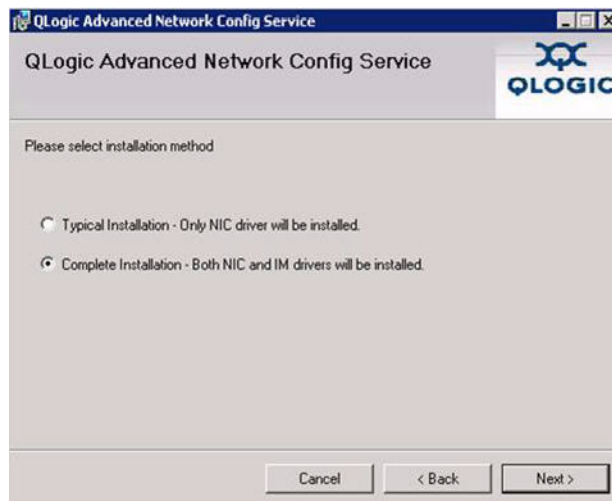 QLogic Advanced Network Config Service
QLogic Advanced Network Config Service
QLOGIC
Please select installation method
Typical Installation - Only NIC driver will be installed.
Complete Installation - Both NIC and IM drivers will be installed.
Cancel
< Back
Next >